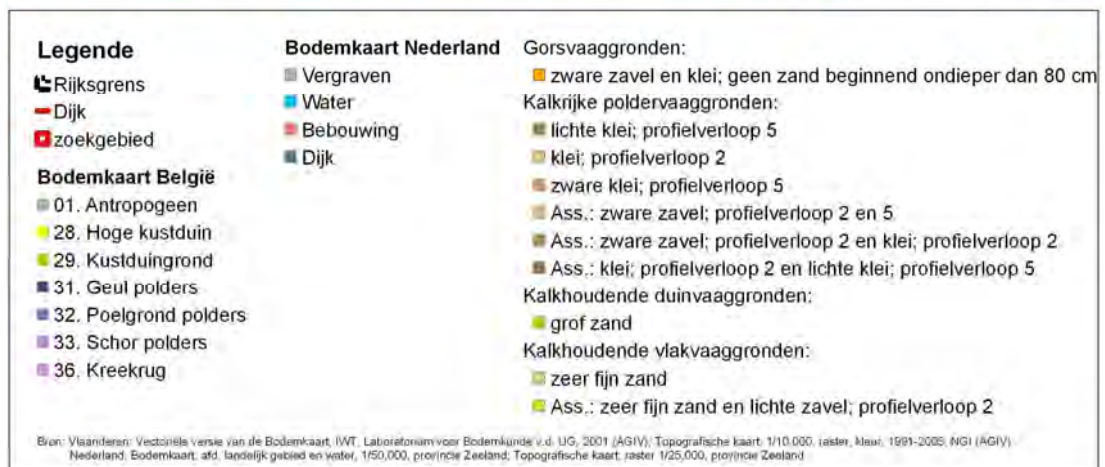 Legende
Rijksgrens
Dijk
zoekgebied
Bodemkaart België
01. Antropogeen
28. Hoge kustduin
29. Kustduingrond
31. Geul polders
32. Poelgrond polders
33. Schor polders
36. Kreekrug
Bodemkaart Nederland
Vergraven
Water
Bebouwing
Dijk
Gorsvaaggronden:
zware zavel en klei; geen zand beginnend ondieper dan 80 cm
Kalkrijke poldervaaggronden:
lichte klei; profielverloop 5
klei; profielverloop 2
zware klei; profielverloop 5
Ass.: zware zavel; profielverloop 2 en 5
Ass.: zware zavel; profielverloop 2 en klei; profielverloop 2
Ass.: klei; profielverloop 2 en lichte klei; profielverloop 5
Kalkhoudende duinvaaggronden:
grof zand
Kalkhoudende vlakvaaggronden:
zeer fijn zand
Ass.: zeer fijn zand en lichte zavel; profielverloop 2
Bron: Vlaanderen: Vectoriële versie van de Bodemkaart, IWT, Laboratorium voor Bodemkunde v.d. UG, 2001 (AGIV); Topografische kaart, 1/10.000, raster, kleur, 1991-2005, NGI (AGIV)
Nederland: Bodemkaart, afd. landelijk gebied en water, 1/50,000, provincie Zeeland; Topografische kaart, raster 1/25,000, provincie Zeeland